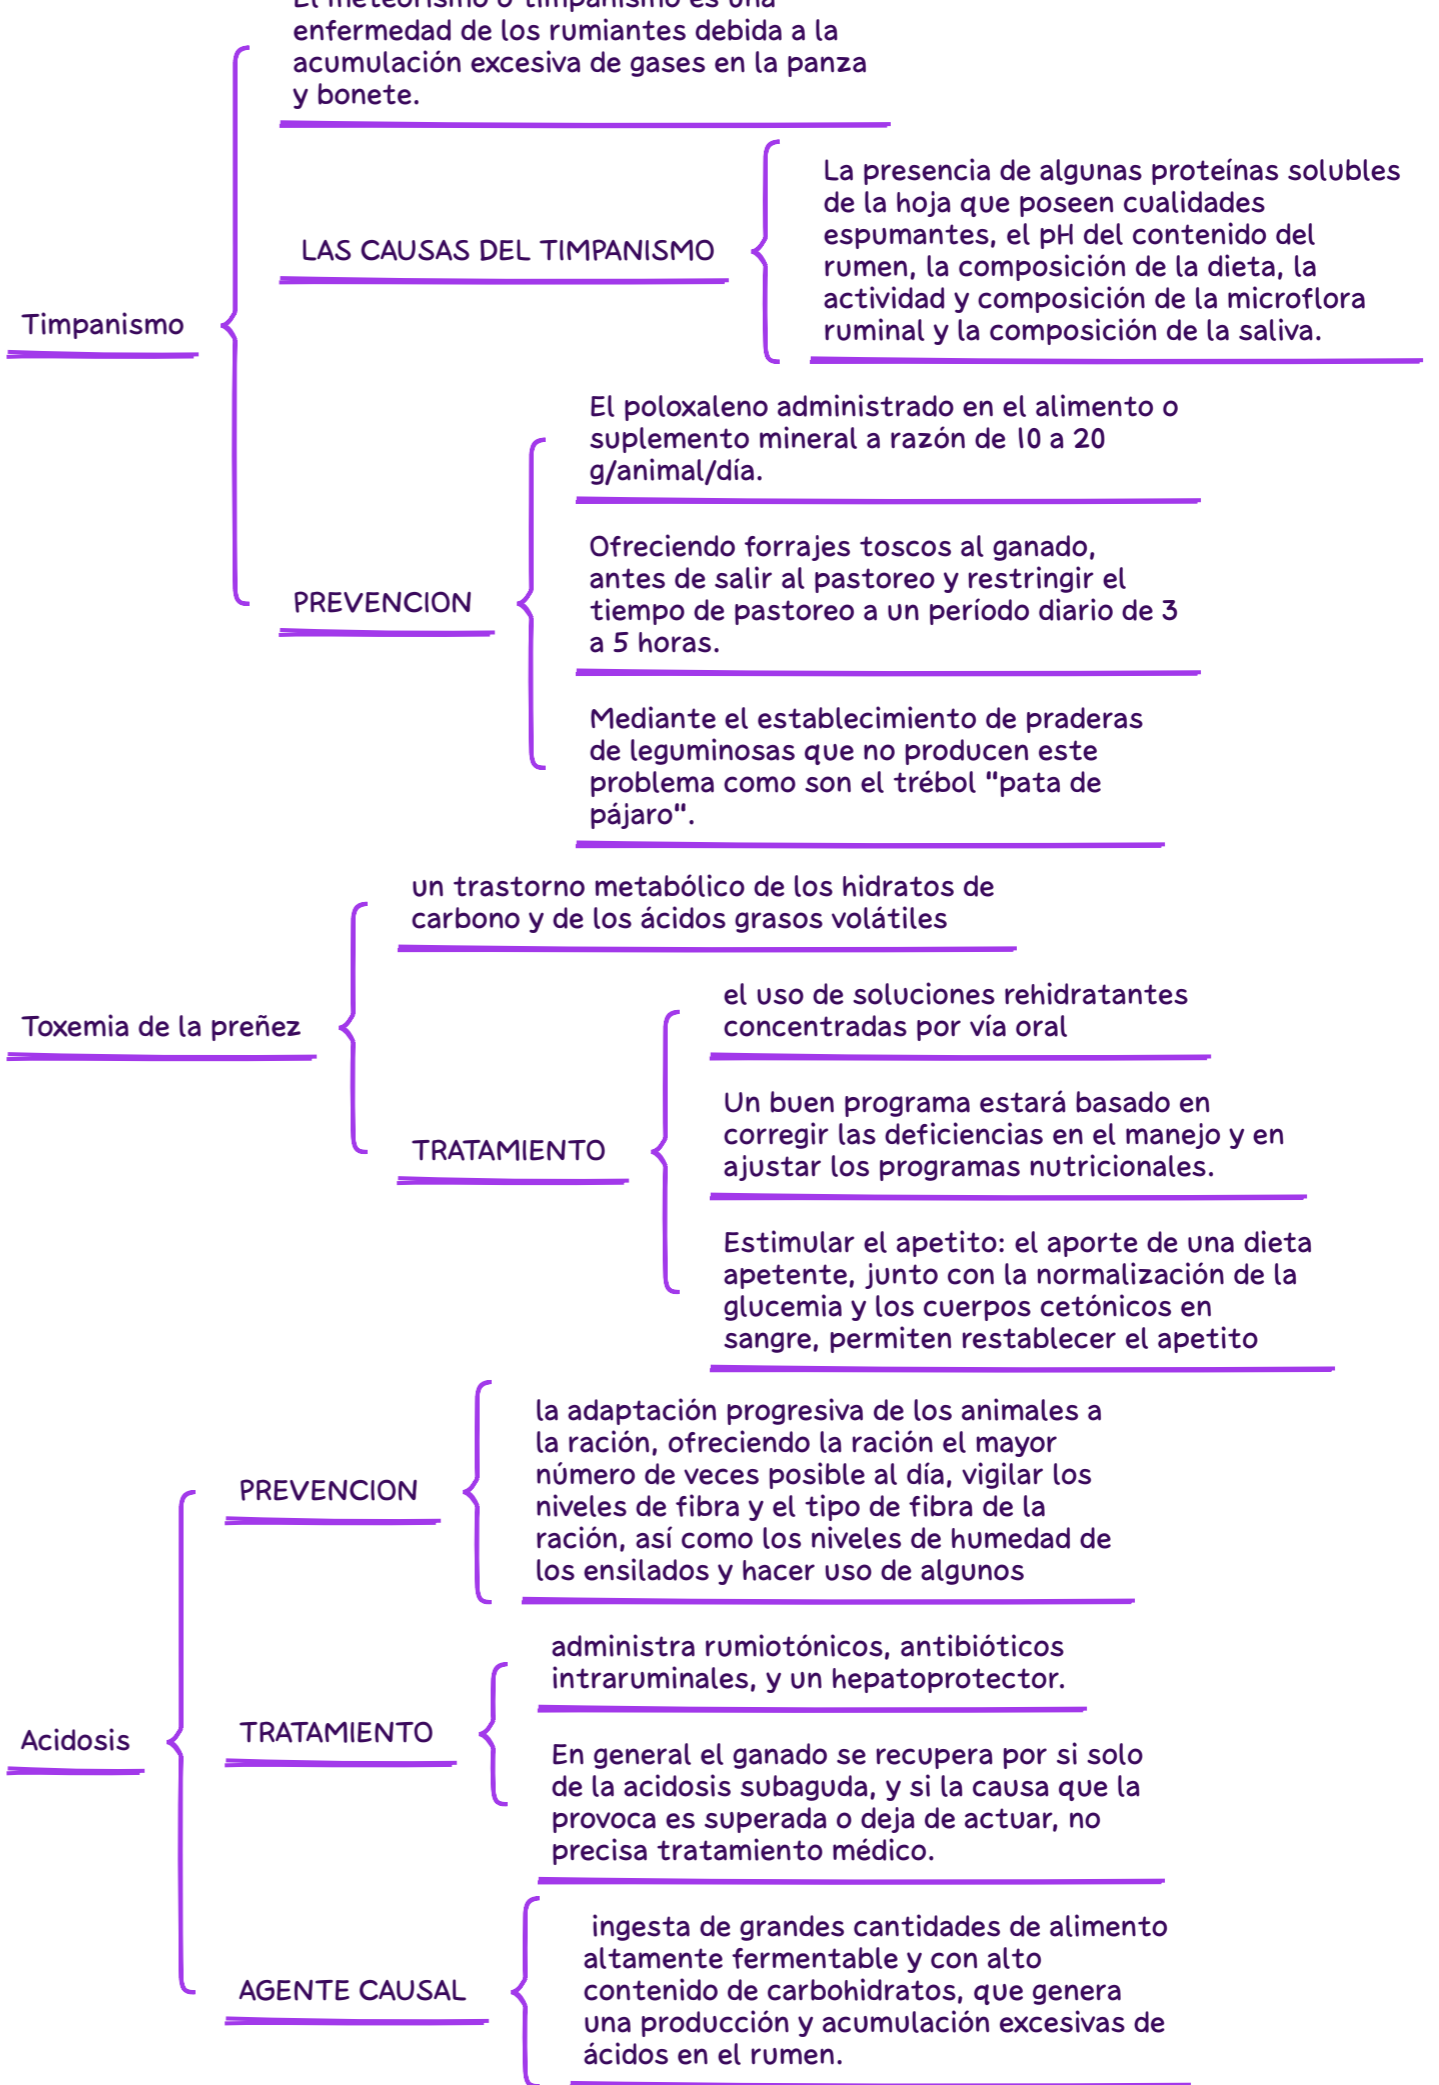 El meteorismo o timpanismo es una
enfermedad de los rumiantes debida a la
acumulación excesiva de gases en la panza
y bonete.
LAS CAUSAS DEL TIMPANISMO
La presencia de algunas proteínas solubles
de la hoja que poseen cualidades
espumantes, el pH del contenido del
rumen, la composición de la dieta, la
actividad y composición de la microflora
ruminal y la composición de la saliva.
Timpanismo
El poloxaleno administrado en el alimento o
suplemento mineral a razón de 10 a 20
g/animal/día.
Ofreciendo forrajes toscos al ganado,
antes de salir al pastoreo y restringir el
tiempo de pastoreo a un período diario de 3
a 5 horas.
PREVENCION
Mediante el establecimiento de praderas
de leguminosas que no producen este
problema como son el trébol "pata de
pájaro".
un trastorno metabólico de los hidratos de
carbono y de los ácidos grasos volátiles
Toxemia de la preñez
el uso de soluciones rehidratantes
concentradas por vía oral
TRATAMIENTO
Un buen programa estará basado en
corregir las deficiencias en el manejo y en
ajustar los programas nutricionales.
Estimular el apetito: el aporte de una dieta
apetente, junto con la normalización de la
glucemia y los cuerpos cetónicos en
sangre, permiten restablecer el apetito
PREVENCION
la adaptación progresiva de los animales a
la ración, ofreciendo la ración el mayor
número de veces posible al día, vigilar los
niveles de fibra y el tipo de fibra de la
ración, así como los niveles de humedad de
los ensilados y hacer uso de algunos
Acidosis
TRATAMIENTO
administra rumiotónicos, antibióticos
intraruminales, y un hepatoprotector.
En general el ganado se recupera por si solo
de la acidosis subaguda, y si la causa que la
provoca es superada o deja de actuar, no
precisa tratamiento médico.
AGENTE CAUSAL
ingesta de grandes cantidades de alimento
altamente fermentable y con alto
contenido de carbohidratos, que genera
una producción y acumulación excesivas de
ácidos en el rumen.